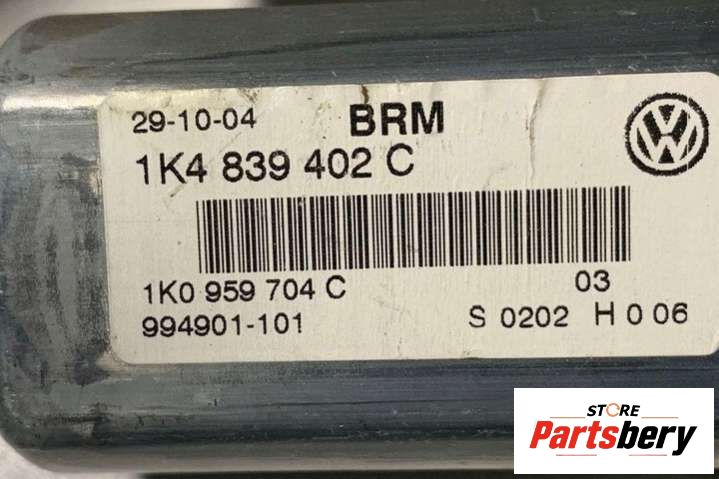 29-10-04 BRM
1K4 839 402 C
1K0 959 704 C 03
994901-101 S 0202 H 0 06
STORE
Partsbery